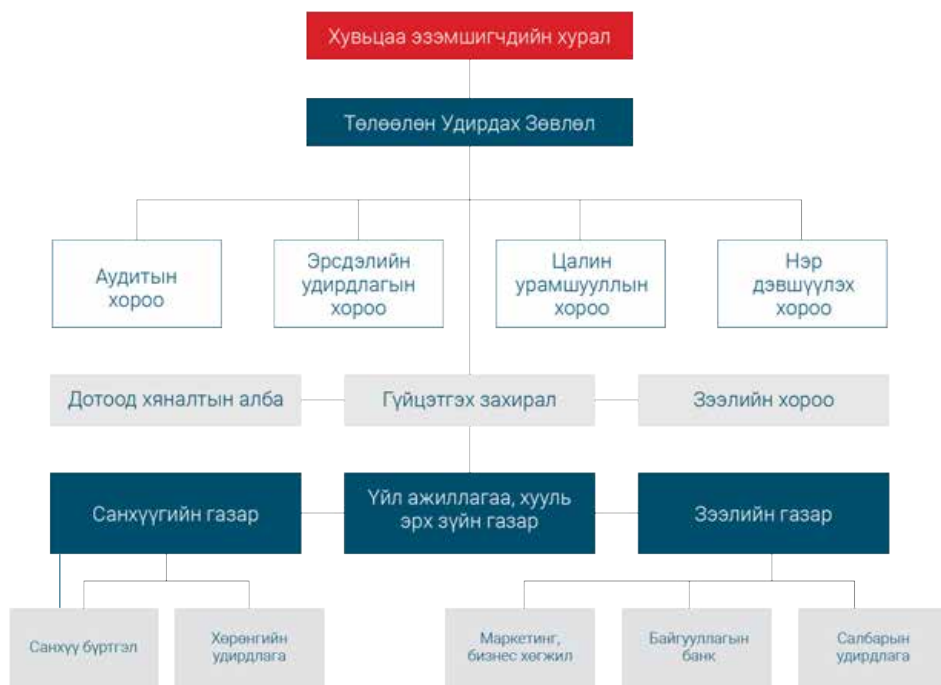 Хувьцаа эзэмшигчдийн хурал
Төлөөлөн Удирдах Зөвлөл
Аудитын
хороо
Эрсдэлийн
удирдлагын
хороо
Цалин
урамшууллын
хороо
Нэр
дэвшүүлэх
хороо
Дотоод хяналтын алба
Гүйцэтгэх захирал
Зээлийн хороо
Санхүүгийн газар
Үйл ажиллагаа, хууль
эрх зүйн газар
Зээлийн газар
Санхүү бүртгэл
Хөрөнгийн
удирдлага
Маркетинг,
бизнес хөгжил
Байгууллагын
банк
Салбарын
удирдлага